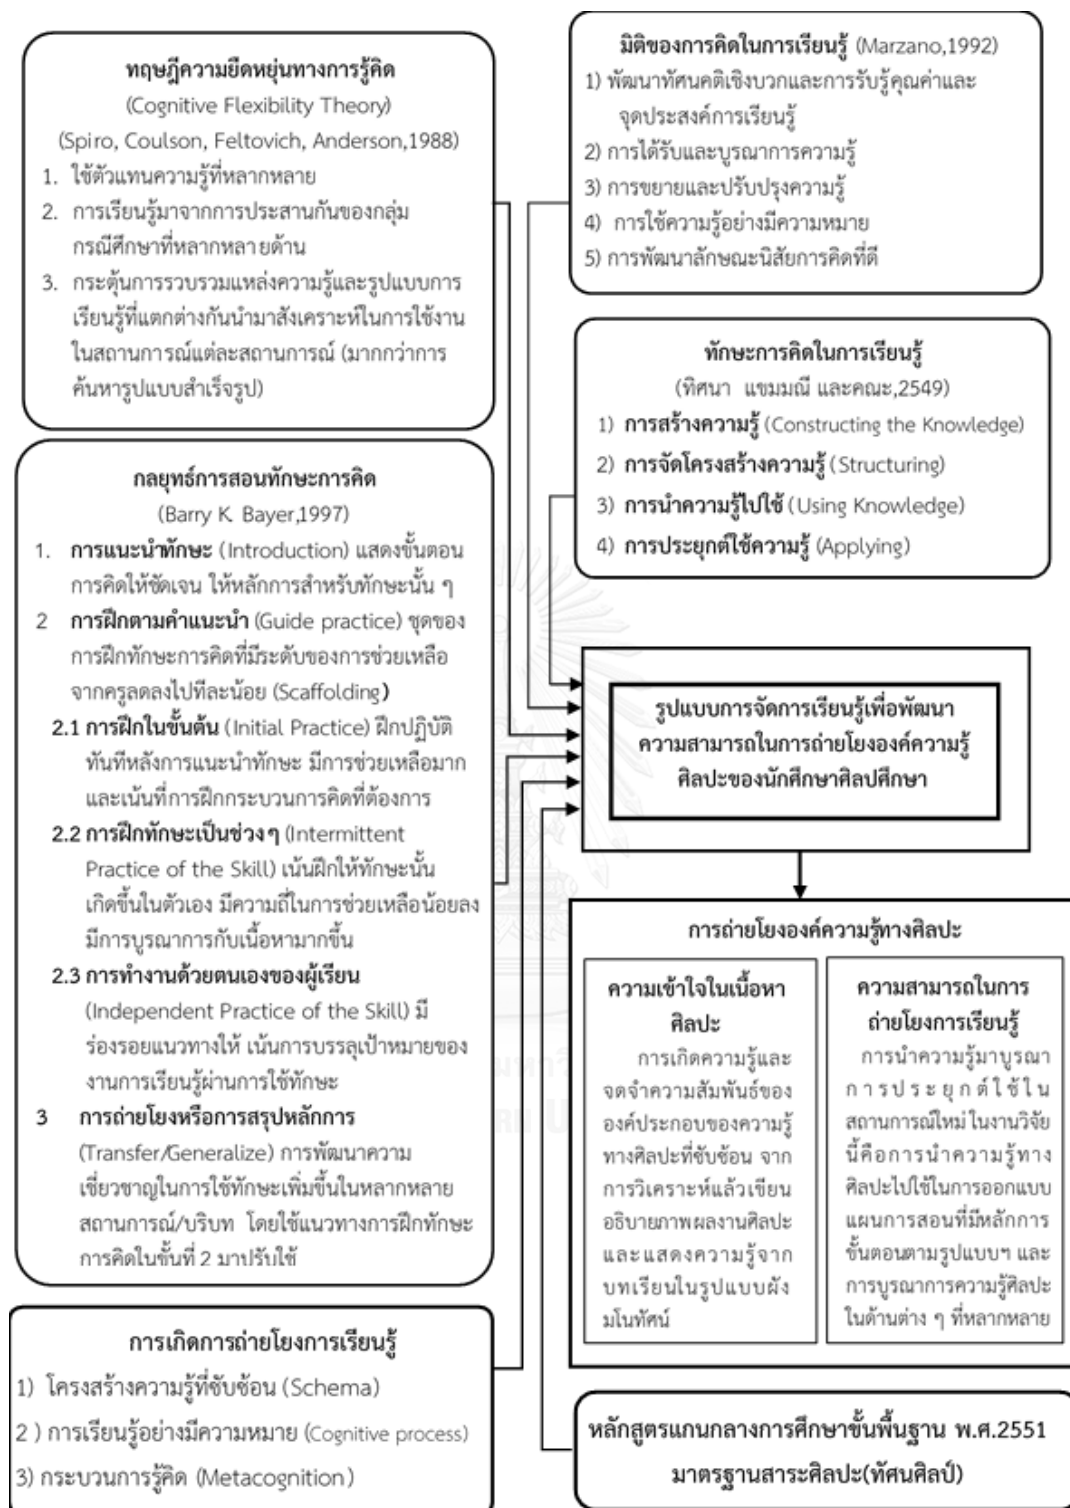 ทฤษฎีความยืดหยุ่นทางการรู้คิด
(Cognitive Flexibility Theory)
(Spiro, Coulson, Feltovich, Anderson,1988)
1. ใช้ตัวแทนความรู้ที่หลากหลาย
2. การเรียนรู้มาจากการประสานกันของกลุ่ม
กรณีศึกษาที่หลากหลายด้าน
3. กระตุ้นการรวบรวมแหล่งความรู้และรูปแบบการ
เรียนรู้ที่แตกต่างกันนำมาสังเคราะห์ในการใช้งาน
ในสถานการณ์แต่ละสถานการณ์ (มากกว่าการ
ค้นหารูปแบบสำเร็จรูป)
กลยุทธ์การสอนทักษะการคิด
(Barry K. Bayer,1997)
1. การแนะนำทักษะ (Introduction) แสดงขั้นตอน
การคิดให้ชัดเจน ให้หลักการสำหรับทักษะนั้น ๆ
2 การฝึกตามคำแนะนำ (Guide practice) ชุดของ
การฝึกทักษะการคิดที่มีระดับของการช่วยเหลือ
จากครูลดลงไปทีละน้อย (Scaffolding)
2.1 การฝึกในขั้นต้น (Initial Practice) ฝึกปฏิบัติ
ทันทีหลังการแนะนำทักษะ มีการช่วยเหลือมาก
และเน้นที่การฝึกกระบวนการคิดที่ต้องการ
2.2 การฝึกทักษะเป็นช่วงๆ (Intermittent
Practice of the Skill) เน้นฝึกให้ทักษะนั้น
เกิดขึ้นในตัวเอง มีความถี่ในการช่วยเหลือน้อยลง
มีการบูรณาการกับเนื้อหามากขึ้น
2.3 การทำงานด้วยตนเองของผู้เรียน
(Independent Practice of the Skill) มี
ร่องรอยแนวทางให้ เน้นการบรรลุเป้าหมายของ
งานการเรียนรู้ผ่านการใช้ทักษะ
3 การถ่ายโยงหรือการสรุปหลักการ
(Transfer/Generalize) การพัฒนาความ
เชี่ยวชาญในการใช้ทักษะเพิ่มขึ้นในหลากหลาย
สถานการณ์/บริบท โดยใช้แนวทางการฝึกทักษะ
การคิดในขั้นที่ 2 มาปรับใช้
การเกิดการถ่ายโยงการเรียนรู้
1) โครงสร้างความรู้ที่ซับซ้อน (Schema)
2 ) การเรียนรู้อย่างมีความหมาย (Cognitive process)
3) กระบวนการรู้คิด (Metacognition)
มิติของการคิดในการเรียนรู้ (Marzano,1992)
1) พัฒนาทัศนคติเชิงบวกและการรับรู้คุณค่าและ
จุดประสงค์การเรียนรู้
2) การได้รับและบูรณาการความรู้
3) การขยายและปรับปรุงความรู้
4) การใช้ความรู้อย่างมีความหมาย
5) การพัฒนาลักษณะนิสัยการคิดที่ดี
ทักษะการคิดในการเรียนรู้
(ทิศนา แขมมณี และคณะ,2549)
1) การสร้างความรู้ (Constructing the Knowledge)
2) การจัดโครงสร้างความรู้ (Structuring)
3) การนำความรู้ไปใช้ (Using Knowledge)
4) การประยุกต์ใช้ความรู้ (Applying)
รูปแบบการจัดการเรียนรู้เพื่อพัฒนา
ความสามารถในการถ่ายโยงองค์ความรู้
ศิลปะของนักศึกษาศิลปศึกษา
การถ่ายโยงองค์ความรู้ทางศิลปะ
ความเข้าใจในเนื้อหา
ศิลปะ
การเกิดความรู้และ
จดจำความสัมพันธ์ของ
องค์ประกอบของความรู้
ทางศิลปะที่ซับซ้อน จาก
การวิเคราะห์แล้วเขียน
อธิบายภาพผลงานศิลปะ
และแสดงความรู้จาก
บทเรียนในรูปแบบผัง
มโนทัศน์
ความสามารถในการ
ถ่ายโยงการเรียนรู้
การนำความรู้มาบูรณา
การประยุกต์ใช้ใน
สถานการณ์ใหม่ ในงานวิจัย
นี้คือการนำความรู้ทาง
ศิลปะไปใช้ในการออกแบบ
แผนการสอนที่มีหลักการ
ขั้นตอนตามรูปแบบฯ และ
การบูรณาการความรู้ศิลปะ
ในด้านต่าง ๆ ที่หลากหลาย
หลักสูตรแกนกลางการศึกษาขั้นพื้นฐาน พ.ศ.2551
มาตรฐานสาระศิลปะ(ทัศนศิลป์)